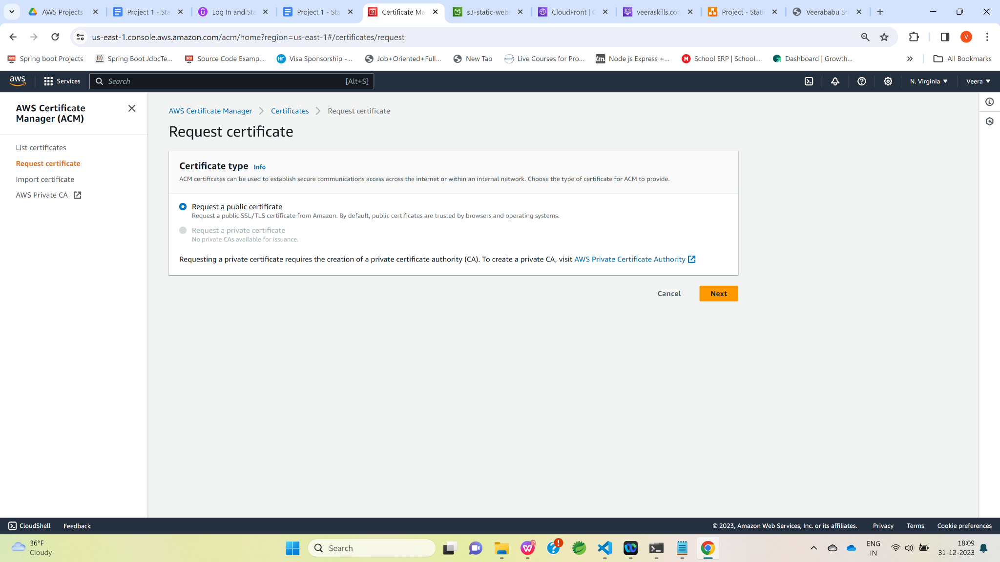 AWS Projects
Project 1 - Sta
Log In and Sta
Project 1 - Sta
Certificate Ma
s3-static-webs
CloudFront | G
veeraskills.con
Project - Stati
Veerababu Sri
us-east-1.console.aws.amazon.com/acm/home?region=us-east-1#/certificates/request
V
Spring boot Projects
Spring Boot JdbcTe...
Source Code Examp...
Visa Sponsorship -...
Job+Oriented+Full...
New Tab
Live Courses for Pro...
Node js Express +...
School ERP | School...
Dashboard | Growth...
All Bookmarks
aws
Services
Search
[Alt+S]
N. Virginia
Veera
AWS Certificate
Manager (ACM)
List certificates
Request certificate
Import certificate
AWS Private CA
AWS Certificate Manager
Certificates
Request certificate
Request certificate
Certificate type Info
ACM certificates can be used to establish secure communications access across the internet or within an internal network. Choose the type of certificate for ACM to provide.
Request a public certificate
Request a public SSL/TLS certificate from Amazon. By default, public certificates are trusted by browsers and operating systems.
Request a private certificate
No private CAs available for issuance.
Requesting a private certificate requires the creation of a private certificate authority (CA). To create a private CA, visit AWS Private Certificate Authority
Cancel
Next
CloudShell
Feedback
© 2023, Amazon Web Services, Inc. or its affiliates.
Privacy
Terms
Cookie preferences
36°F
Cloudy
Search
ENG
IN
18:09
31-12-2023